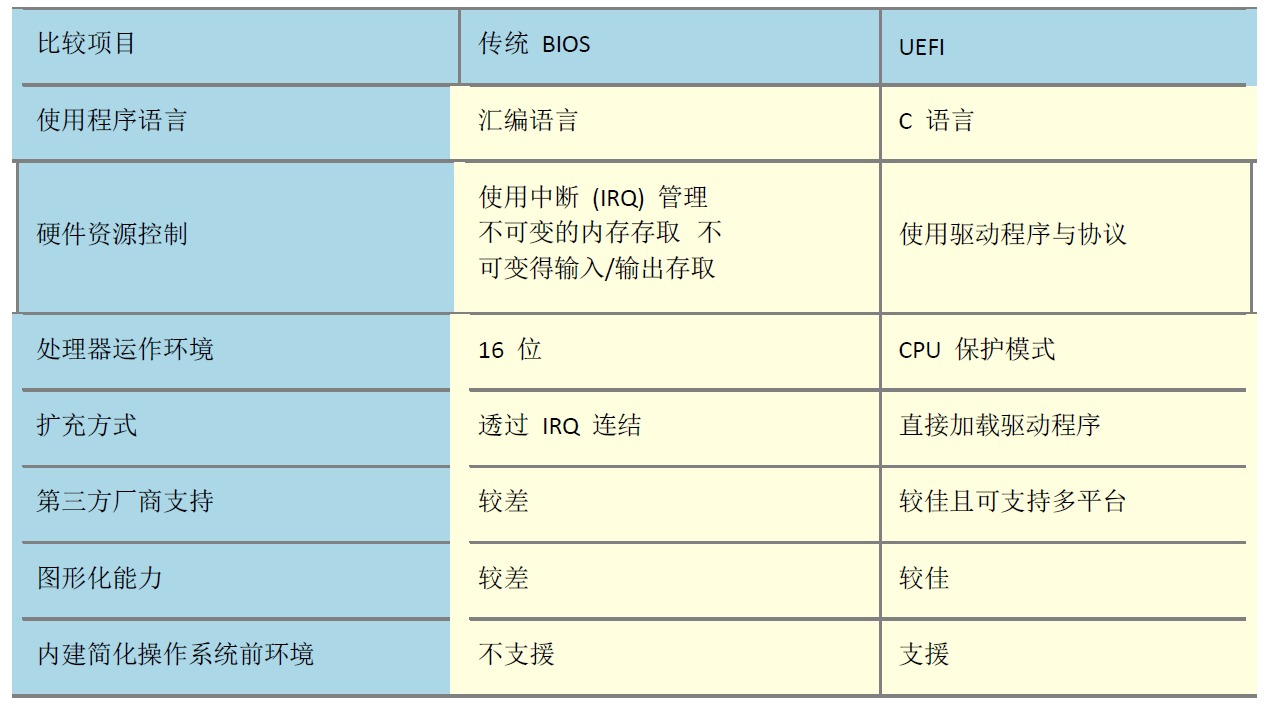 比较项目 传统 BIOS UEFI
使用程序语言 汇编语言 C 语言
硬件资源控制 使用中断 (IRQ) 管理
不可变的内存存取 不
可变得输入/输出存取 使用驱动程序与协议
处理器运作环境 16 位 CPU 保护模式
扩充方式 透过 IRQ 连结 直接加载驱动程序
第三方厂商支持 较差 较佳且可支持多平台
图形化能力 较差 较佳
内建简化操作系统前环境 不支援 支援